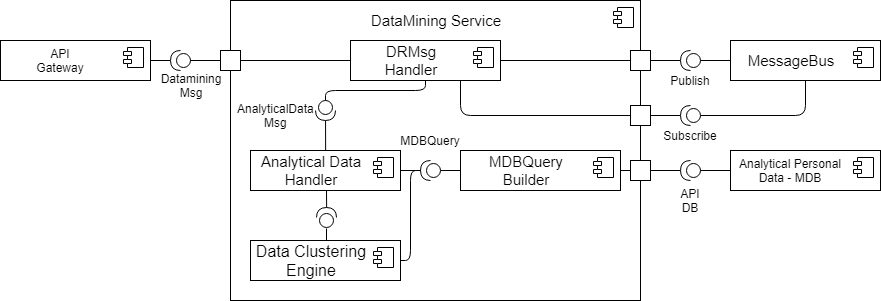 DataMining Service
API
Gateway
Datamining
Msg
DRMsg
Handler
Publish
MessageBus
AnalyticalData
Msg
Subscribe
MDBQuery
Analytical Data
Handler
MDBQuery
Builder
API
DB
Analytical Personal
Data - MDB
Data Clustering
Engine